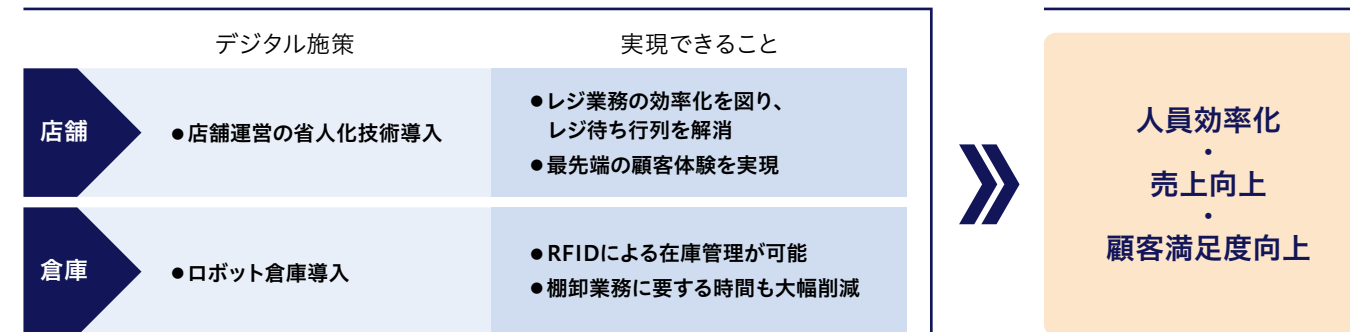 デジタル施策
実現できること
店舗
●店舗運営の省人化技術導入
●レジ業務の効率化を図り、
レジ待ち行列を解消
●最先端の顧客体験を実現
倉庫
●ロボット倉庫導入
●RFIDによる在庫管理が可能
●棚卸業務に要する時間も大幅削減
人員効率化
・
売上向上
・
顧客満足度向上